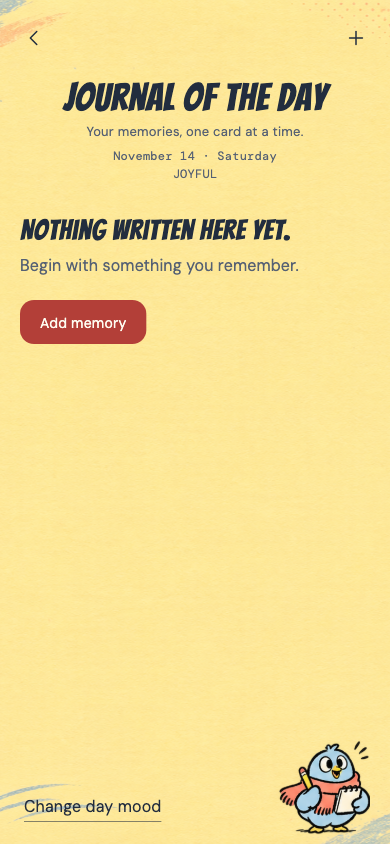 JOURNAL OF THE DAY
Your memories, one card at a time.
November 14 · Saturday
JOYFUL
NOTHING WRITTEN HERE YET.
Begin with something you remember.
Add memory
Change day mood